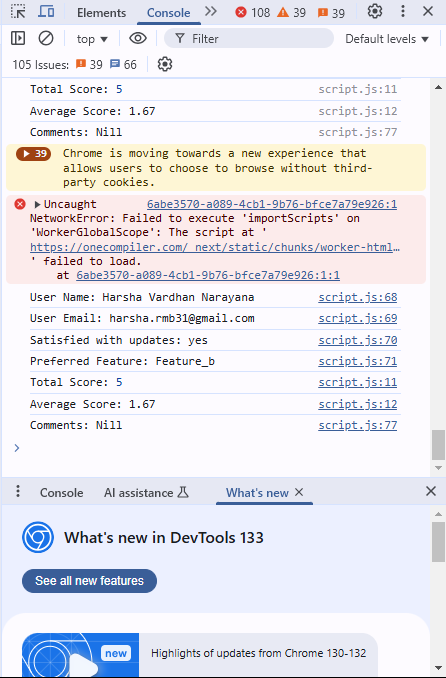 Elements Console 108 39 39
top Filter Default levels
105 Issues: 39 66
Total Score: 5 script.js:11
Average Score: 1.67 script.js:12
Comments: Nill script.js:77
39 Chrome is moving towards a new experience that
allows users to choose to browse without third-
party cookies.
Uncaught 6abe3570-a089-4cb1-9b76-bfce7a79e926:1
NetworkError: Failed to execute 'importScripts' on
'WorkerGlobalScope': The script at '
https://onecompiler.com/_next/static/chunks/worker-html…
' failed to load.
at 6abe3570-a089-4cb1-9b76-bfce7a79e926:1:1
User Name: Harsha Vardhan Narayana script.js:68
User Email: harsha.rmb31@gmail.com script.js:69
Satisfied with updates: yes script.js:70
Preferred Feature: Feature_b script.js:71
Total Score: 5 script.js:11
Average Score: 1.67 script.js:12
Comments: Nill script.js:77
Console AI assistance What's new
What's new in DevTools 133
See all new features
new Highlights of updates from Chrome 130-132